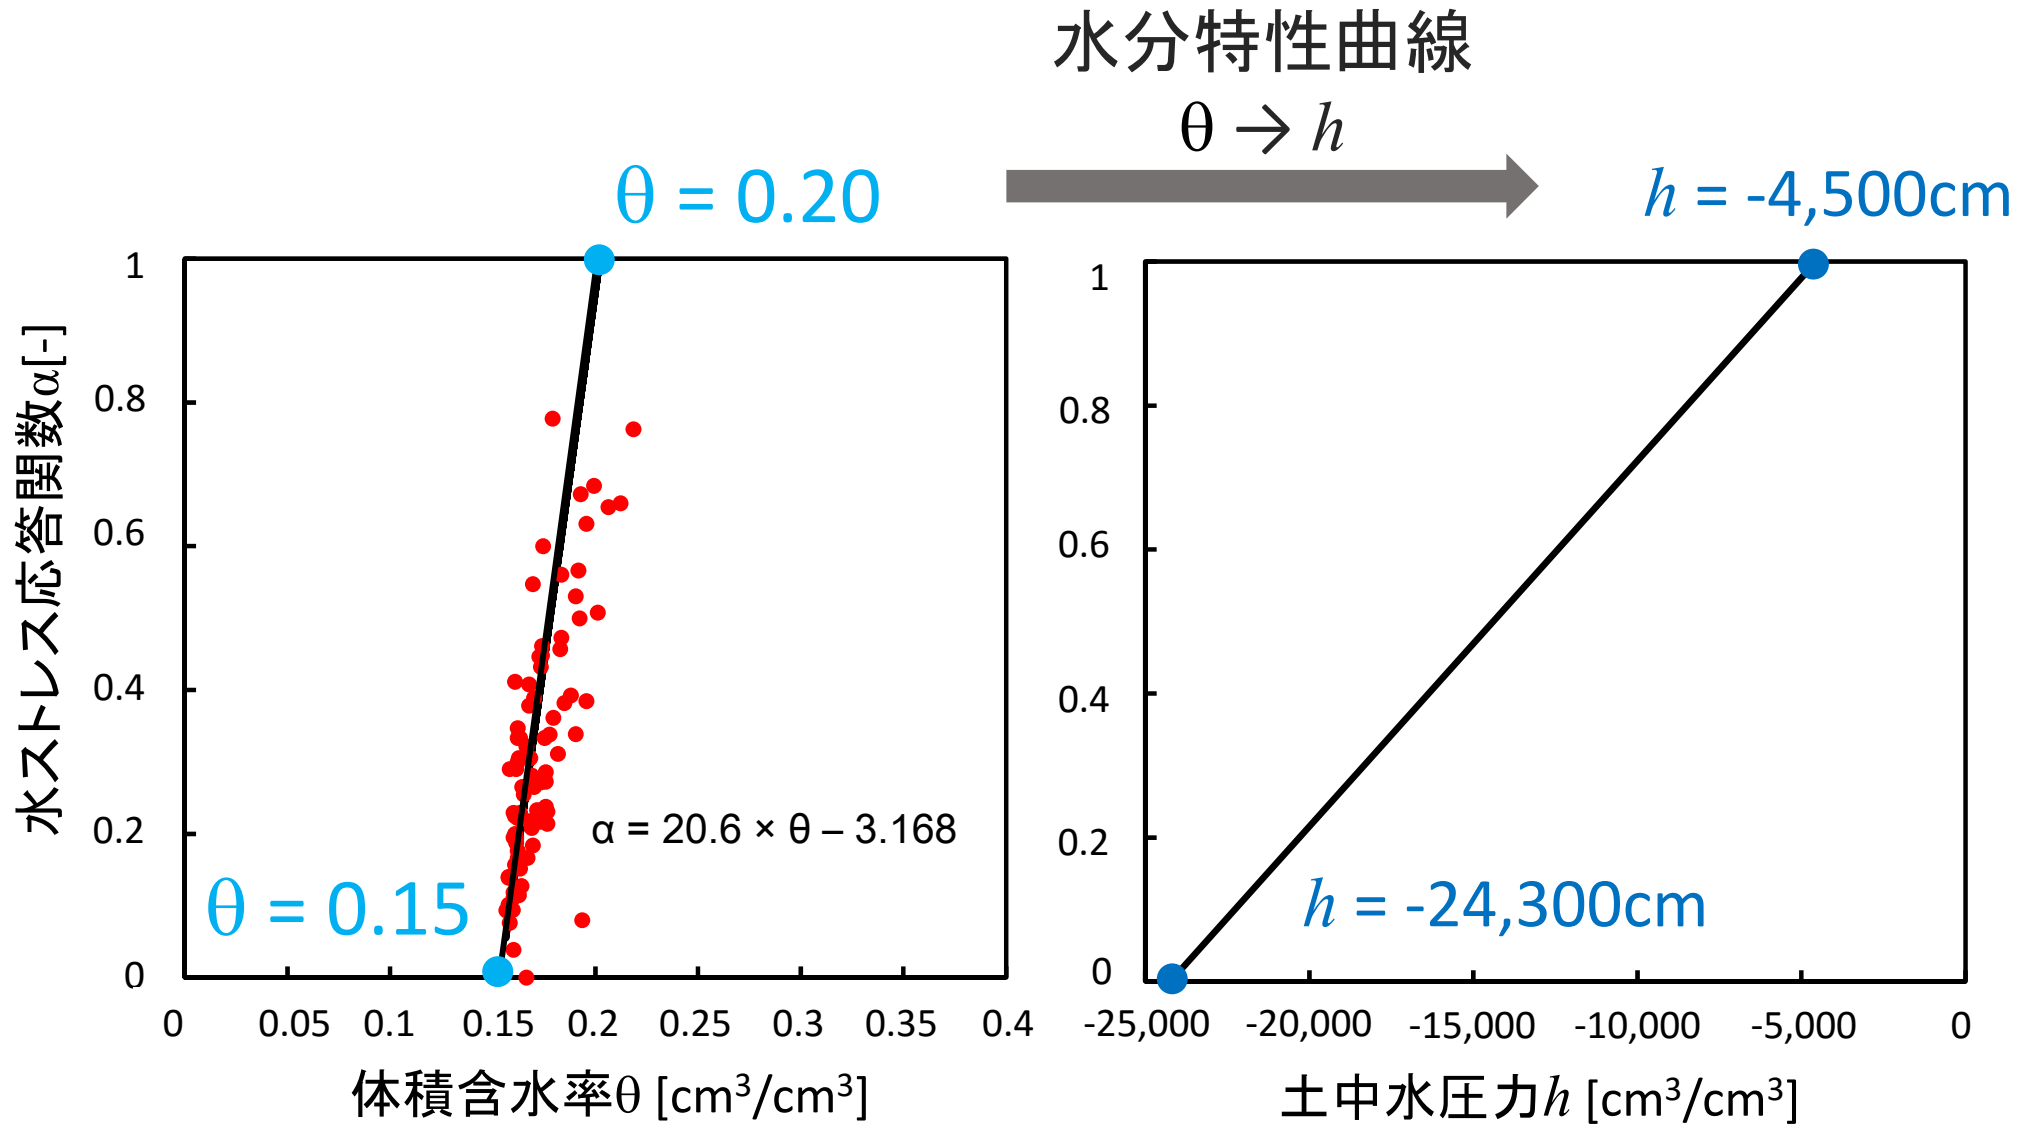 水分特性曲線
θ → h
θ = 0.20
h = -4,500cm
水ストレス応答関数α[-]
1
0.8
0.6
0.4
0.2
0
α = 20.6 × θ – 3.168
θ = 0.15
0 0.05 0.1 0.15 0.2 0.25 0.3 0.35 0.4
体積含水率θ [cm³/cm³]
1
0.8
0.6
0.4
0.2
0
h = -24,300cm
-25,000 -20,000 -15,000 -10,000 -5,000 0
土中水圧力h [cm³/cm³]